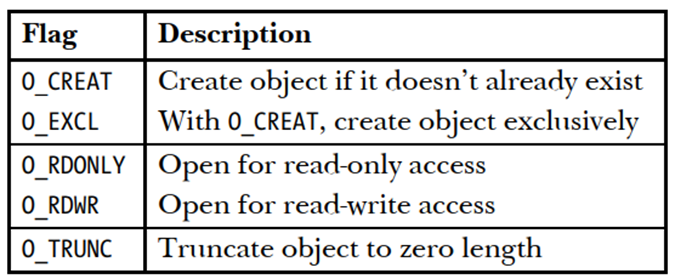 Flag Description
O_CREAT Create object if it doesn’t already exist
O_EXCL With O_CREAT, create object exclusively
O_RDONLY Open for read-only access
O_RDWR Open for read-write access
O_TRUNC Truncate object to zero length